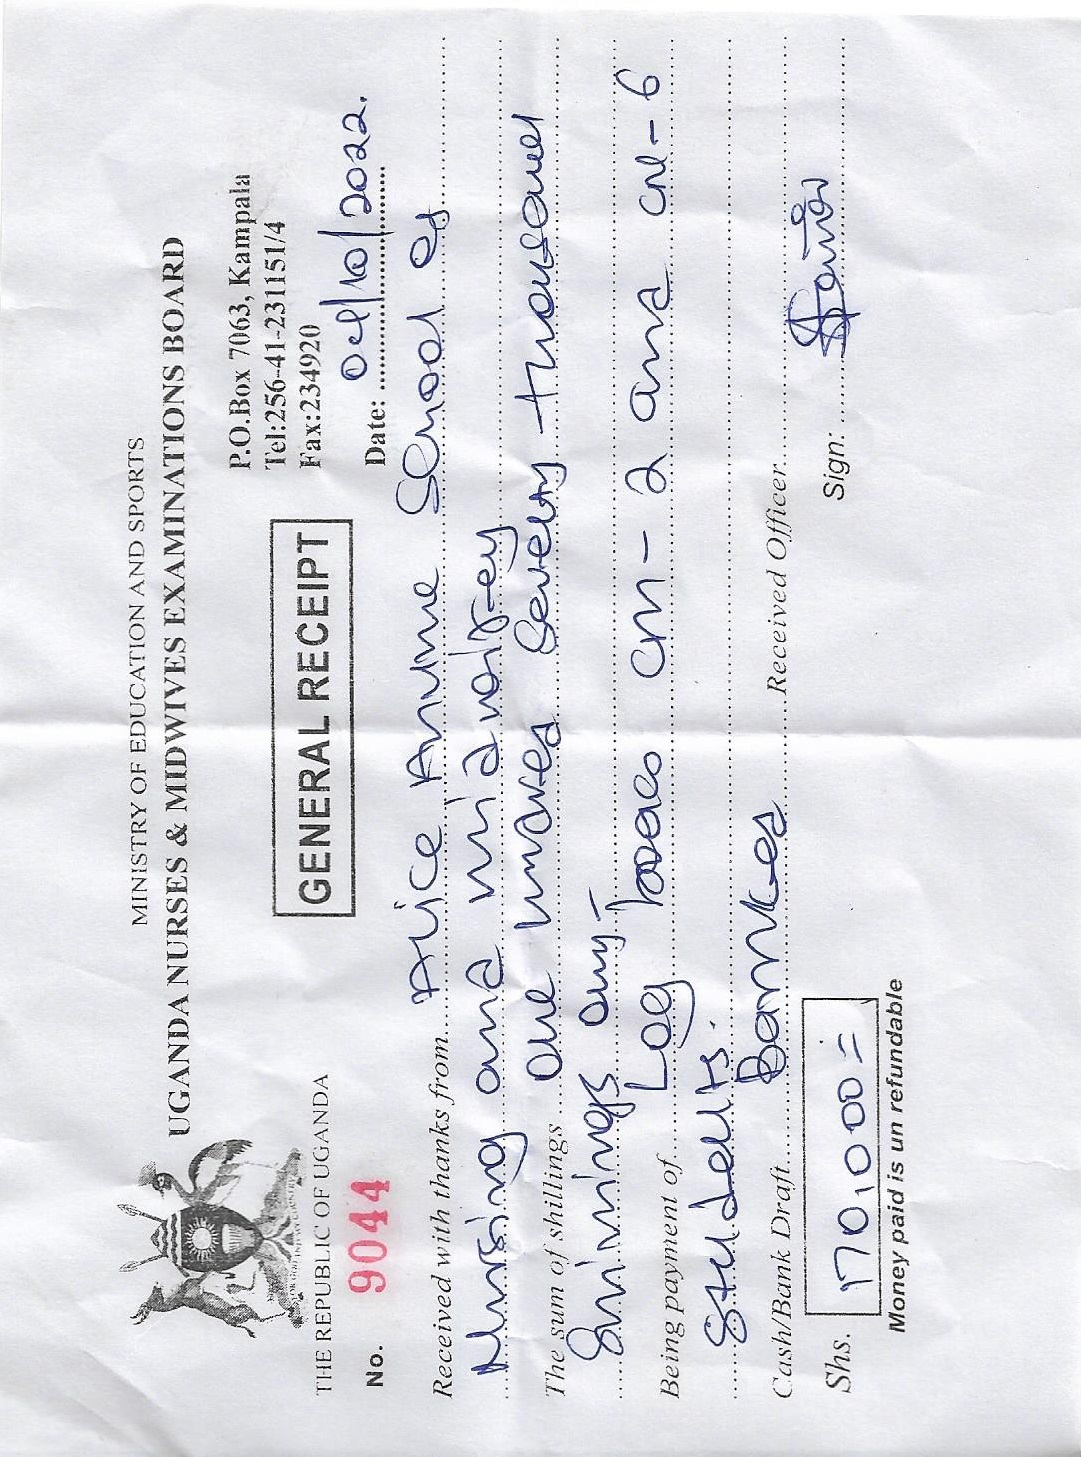 MINISTRY OF EDUCATION AND SPORTS
UGANDA NURSES & MIDWIVES EXAMINATIONS BOARD
THE REPUBLIC OF UGANDA
P.O.Box 7063, Kampala
Tel:256-41-231151/4
Fax:234920
GENERAL RECEIPT
No. 9044
Date: 04/10/2022.
Received with thanks from Alice Anume School of
Nursing and midwifery
The sum of shillings one hundred Seventy thousand
Shillings only-
Being payment of Log books CM-2 and CN-6
Students.
Cash/Bank Draft Banked Received Officer
Shs. 170,000= Sign:
Money paid is un refundable